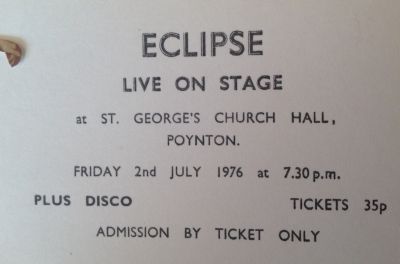 ECLIPSE
LIVE ON STAGE
at ST. GEORGE'S CHURCH HALL,
POYNTON.
FRIDAY 2nd JULY 1976 at 7.30 p.m.
PLUS DISCO TICKETS 35p
ADMISSION BY TICKET ONLY